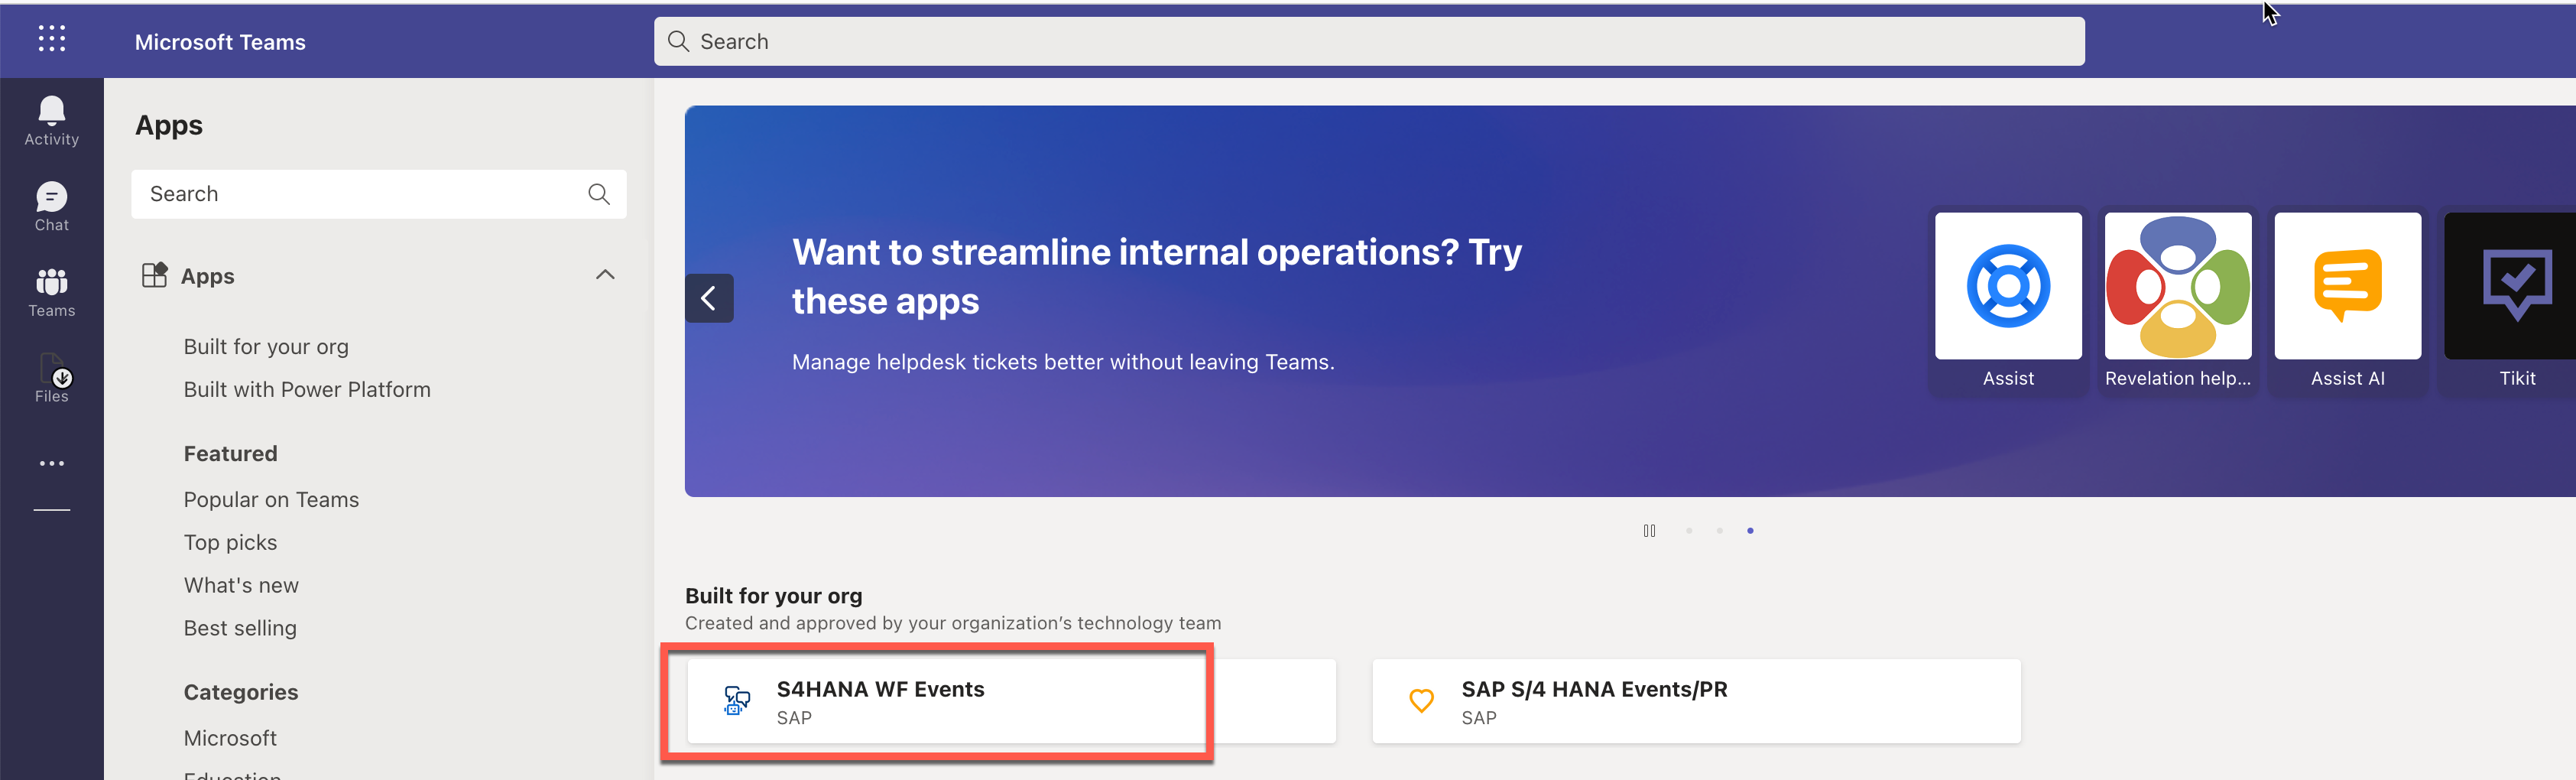 Microsoft Teams
Search
Activity
Chat
Teams
Files
Apps
Search
Apps
Built for your org
Built with Power Platform
Featured
Popular on Teams
Top picks
What's new
Best selling
Categories
Microsoft
Education
Want to streamline internal operations? Try
these apps
Manage helpdesk tickets better without leaving Teams.
Assist
Revelation help...
Assist AI
Tikit
Built for your org
Created and approved by your organization’s technology team
S4HANA WF Events
SAP
SAP S/4 HANA Events/PR
SAP